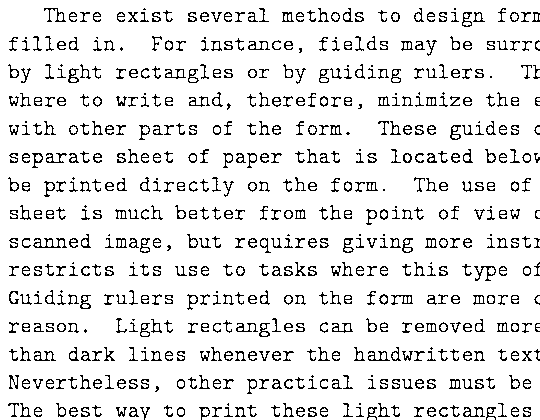 There exist several methods to design form
filled in. For instance, fields may be surro
by light rectangles or by guiding rulers. Th
where to write and, therefore, minimize the e
with other parts of the form. These guides c
separate sheet of paper that is located below
be printed directly on the form. The use of
sheet is much better from the point of view o
scanned image, but requires giving more instr
restricts its use to tasks where this type of
Guiding rulers printed on the form are more c
reason. Light rectangles can be removed more
than dark lines whenever the handwritten text
Nevertheless, other practical issues must be
The best way to print these light rectangles